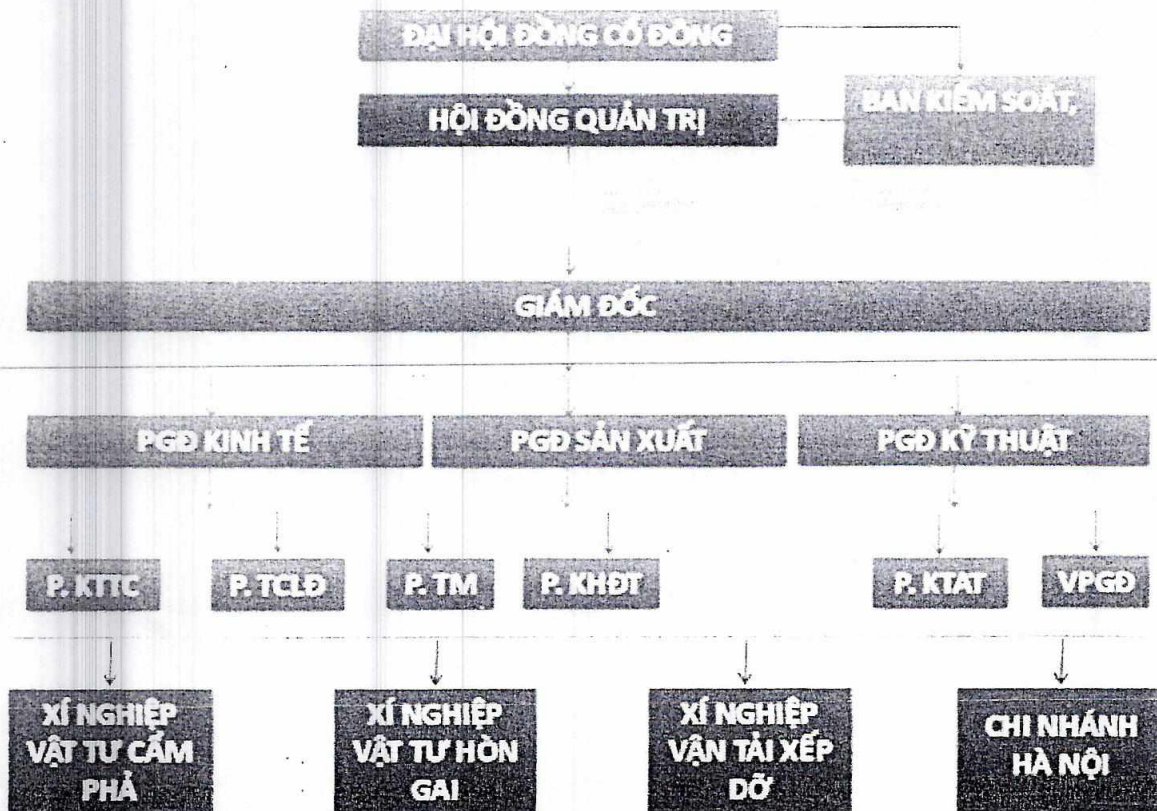 ĐẠI HỘI ĐỒNG CỔ ĐÔNG
HỘI ĐỒNG QUẢN TRỊ
BAN KIỂM SOÁT,
GIÁM ĐỐC
PGĐ KINH TẾ
PGĐ SẢN XUẤT
PGĐ KỸ THUẬT
P. KTTC
P. TCLĐ
P. TM
P. KHĐT
P. KTAT
VPGĐ
XÍ NGHIỆP
VẬT TƯ CẨM
PHẢ
XÍ NGHIỆP
VẬT TƯ HÒN
GAI
XÍ NGHIỆP
VẬN TẢI XẾP
DỠ
CHI NHÁNH
HÀ NỘI